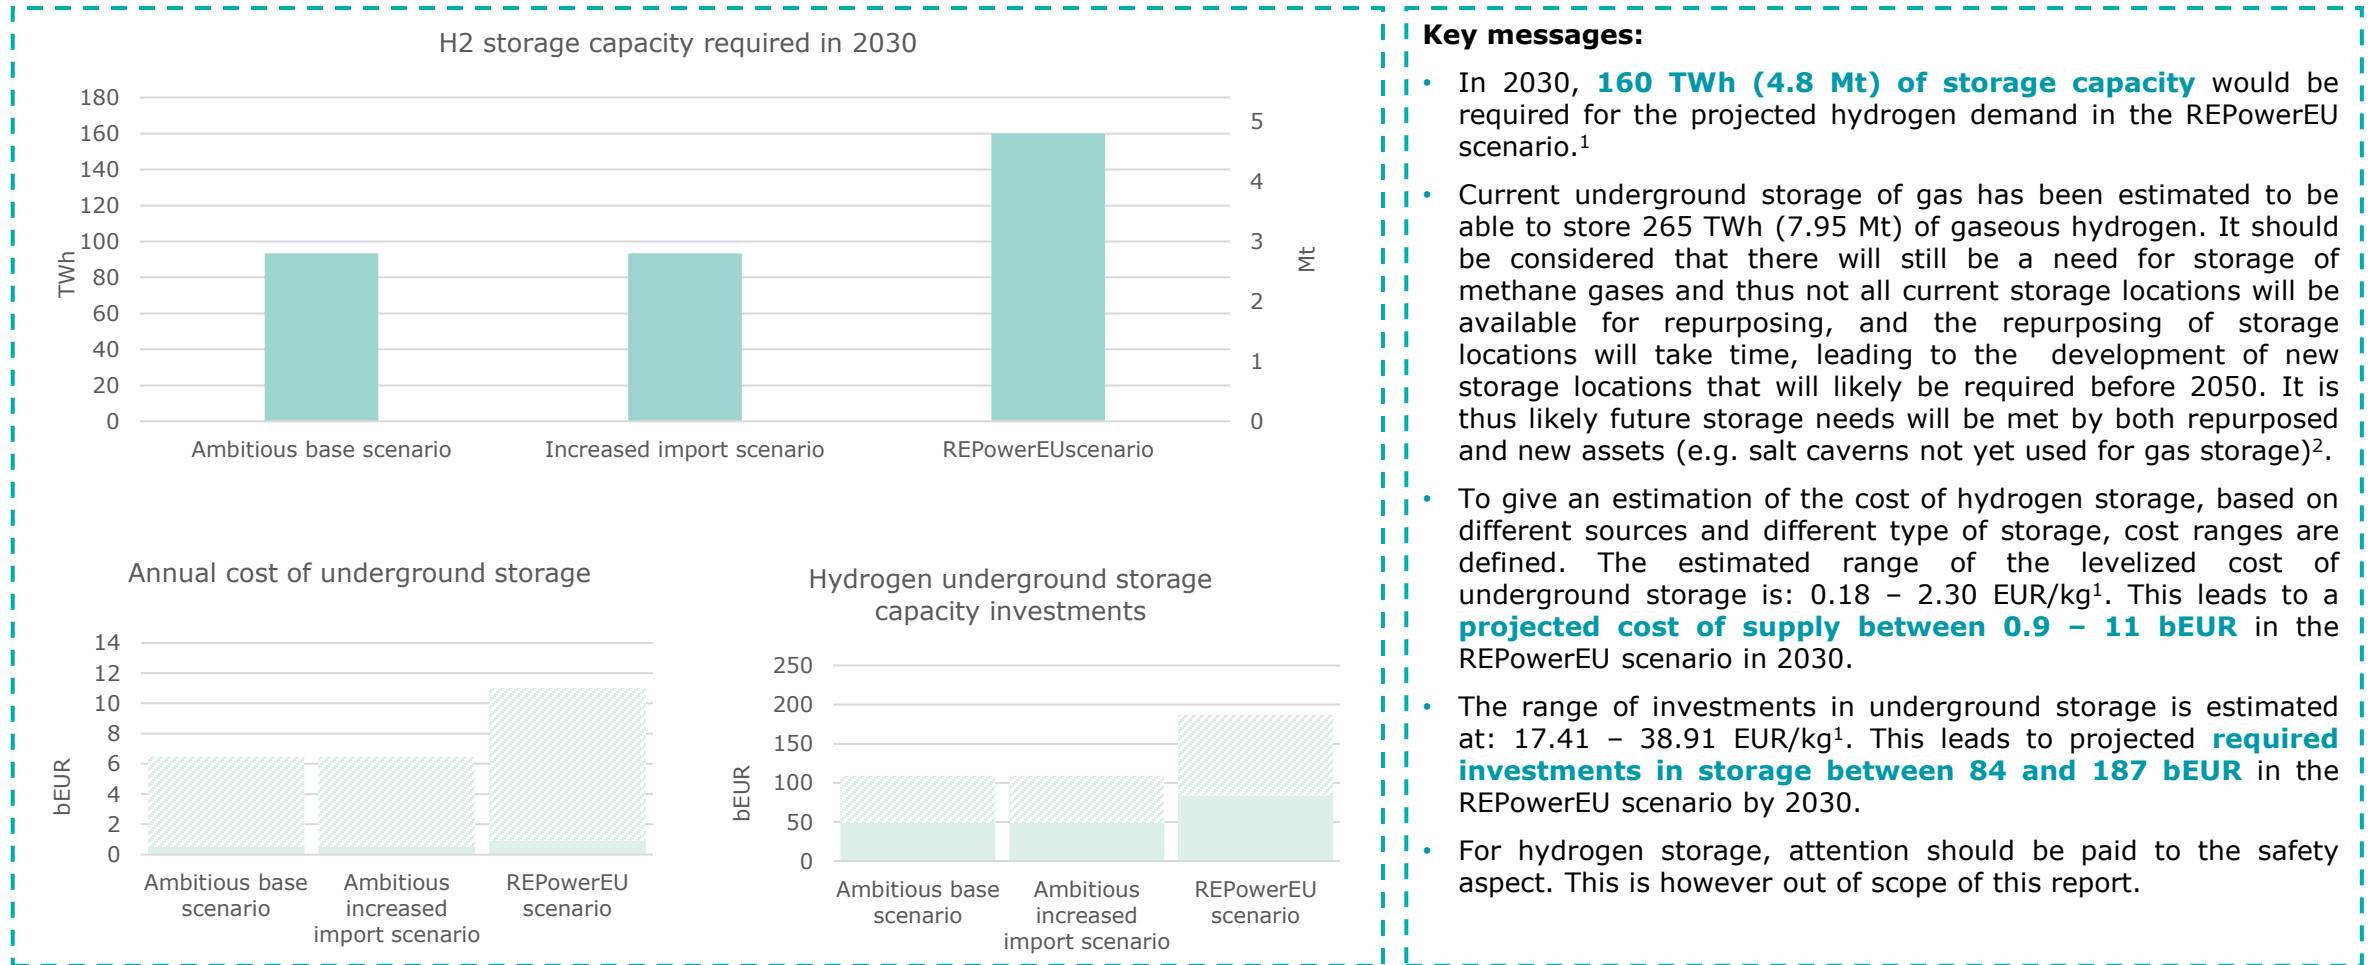 H2 storage capacity required in 2030
180
160
140
120
100
80
60
40
20
0
TWh
5
4
3
2
1
0
Mt
Ambitious base scenario
Increased import scenario
REPowerEUscenario
Annual cost of underground storage
14
12
10
8
6
4
2
0
bEUR
Ambitious base
scenario
Ambitious
increased
import scenario
REPowerEU
scenario
Hydrogen underground storage
capacity investments
250
200
150
100
50
0
bEUR
Ambitious base
scenario
Ambitious
increased
import scenario
REPowerEU
scenario
Key messages:
• In 2030, 160 TWh (4.8 Mt) of storage capacity would be
required for the projected hydrogen demand in the REPowerEU
scenario.¹
• Current underground storage of gas has been estimated to be
able to store 265 TWh (7.95 Mt) of gaseous hydrogen. It should
be considered that there will still be a need for storage of
methane gases and thus not all current storage locations will be
available for repurposing, and the repurposing of storage
locations will take time, leading to the development of new
storage locations that will likely be required before 2050. It is
thus likely future storage needs will be met by both repurposed
and new assets (e.g. salt caverns not yet used for gas storage)².
• To give an estimation of the cost of hydrogen storage, based on
different sources and different type of storage, cost ranges are
defined. The estimated range of the levelized cost of
underground storage is: 0.18 – 2.30 EUR/kg¹. This leads to a
projected cost of supply between 0.9 – 11 bEUR in the
REPowerEU scenario in 2030.
• The range of investments in underground storage is estimated
at: 17.41 – 38.91 EUR/kg¹. This leads to projected required
investments in storage between 84 and 187 bEUR in the
REPowerEU scenario by 2030.
• For hydrogen storage, attention should be paid to the safety
aspect. This is however out of scope of this report.